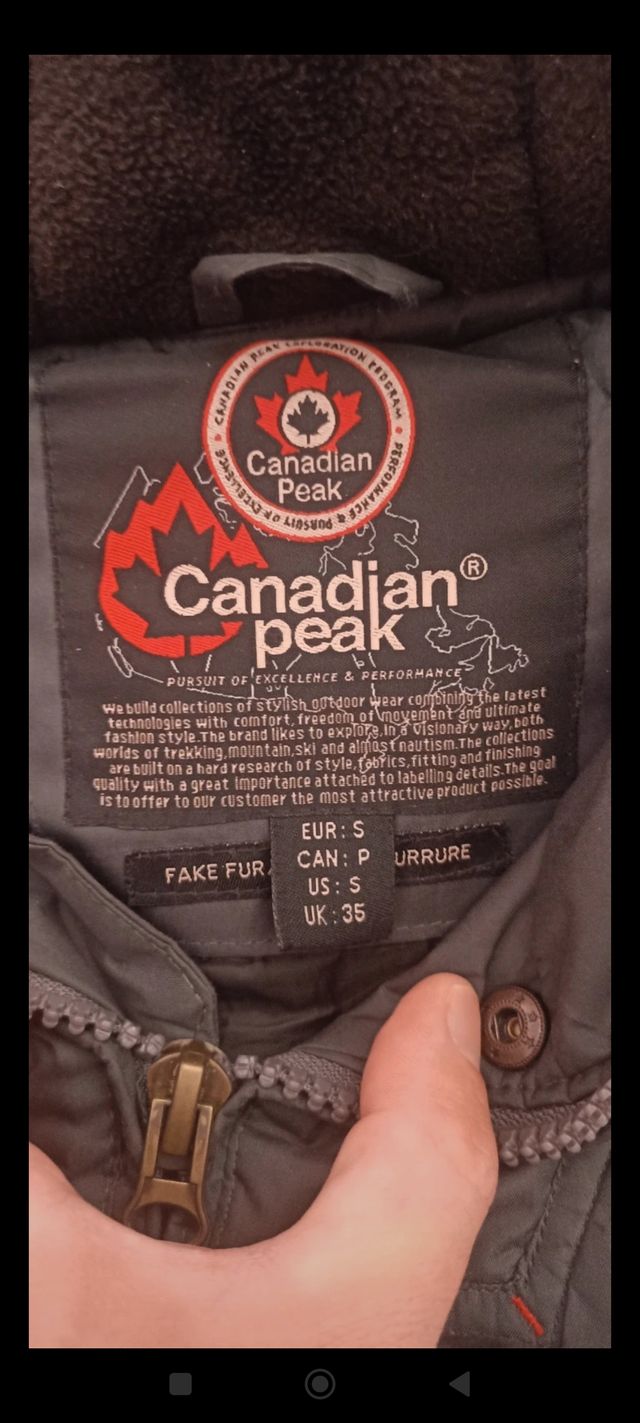 CANADIAN PEAK EXPLORATION PROGRAM
Canadian
Peak
PERFORMANCE & PURSUIT OF EXCELLENCE
Canadian®
peak
PURSUIT OF EXCELLENCE & PERFORMANCE
We build collections of stylish outdoor wear combining the latest
technologies with comfort, freedom of movement and ultimate
fashion style.The brand likes to explore,in a visionary way,both
worlds of trekking,mountain,ski and almost nautism.The collections
are built on a hard research of style,fabrics,fitting and finishing
quality with a great importance attached to labelling details.The goal
is to offer to our customer the most attractive product possible.
EUR: S
CAN: P
US: S
UK: 35
FAKE FUR URRURE